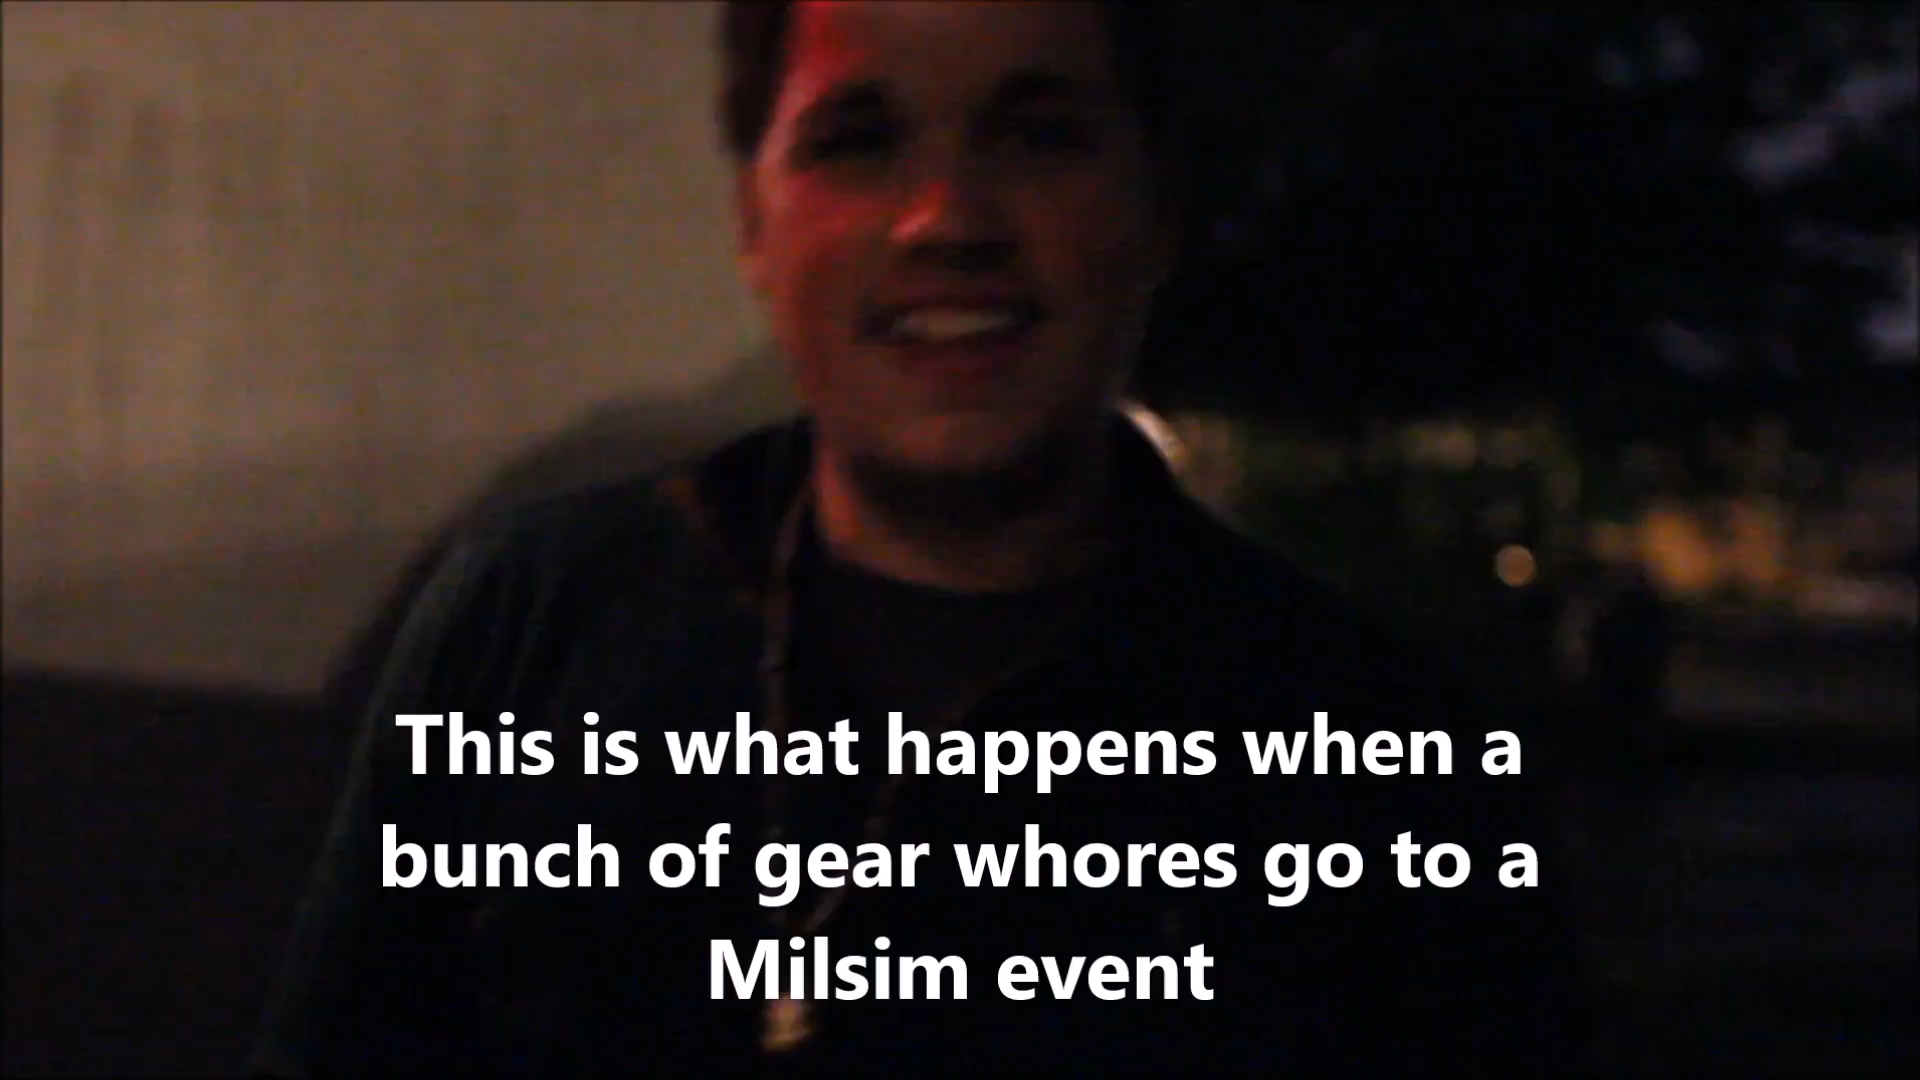 This is what happens when a
bunch of gear whores go to a
Milsim event